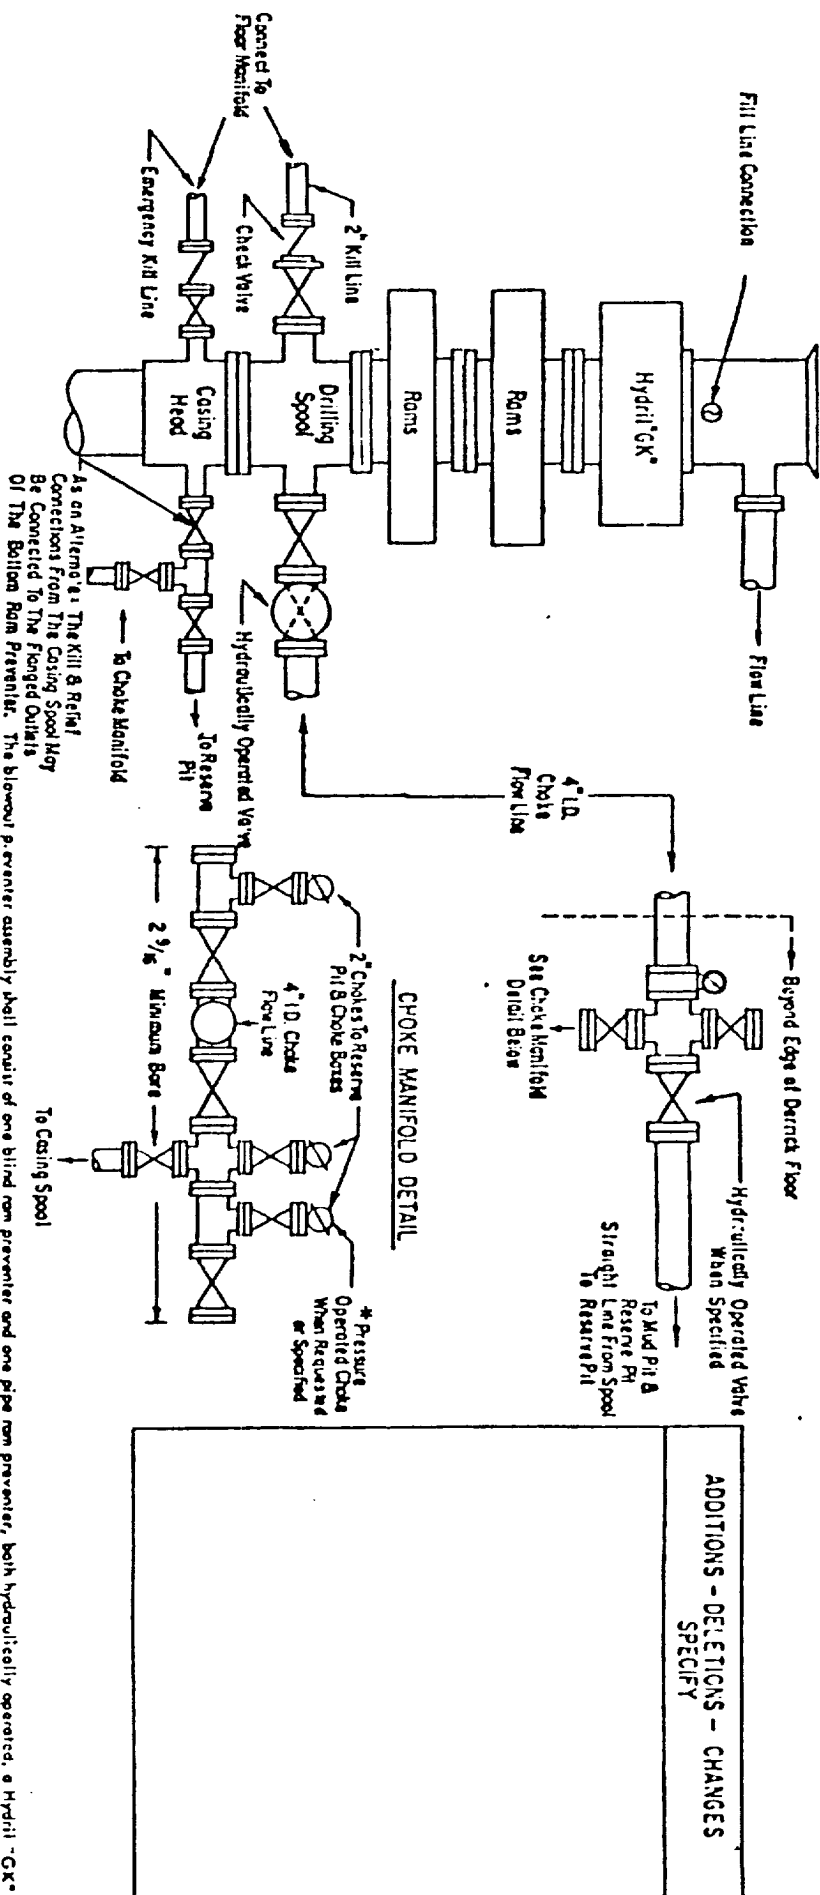 Fill Line Connection
Flow Line
Hydril "GK"
Rams
Rams
2" Kill Line
Check Valve
Drilling
Spool
Connect To
Floor Manifold
Emergency Kill Line
Casing
Head
Hydraulically Operated Valve
To Reserve
Pit
To Choke Manifold
As an Alternate: The Kill & Relief
Connections From The Casing Spool May
Be Connected To The Flanged Outlets
Of The Bottom Ram Preventer.
4" I.D.
Choke
Flow Line
Beyond Edge of Derrick Floor
Hydraulically Operated Valve
When Specified
See Choke Manifold
Detail Below
To Mud Pit &
Reserve Pit
Straight Line From Spool
To Reserve Pit
CHOKE MANIFOLD DETAIL
2" Chokes To Reserve
Pit & Choke Boxes
4" I.D. Choke
Flow Line
* Pressure
Operated Choke
When Requested
or Specified
2 9/16" Minimum Bore
To Casing Spool
ADDITIONS - DELETIONS - CHANGES
SPECIFY
The blowout preventer assembly shall consist of one blind ram preventer and one pipe ram preventer, both hydraulically operated, a Hydril "GK"